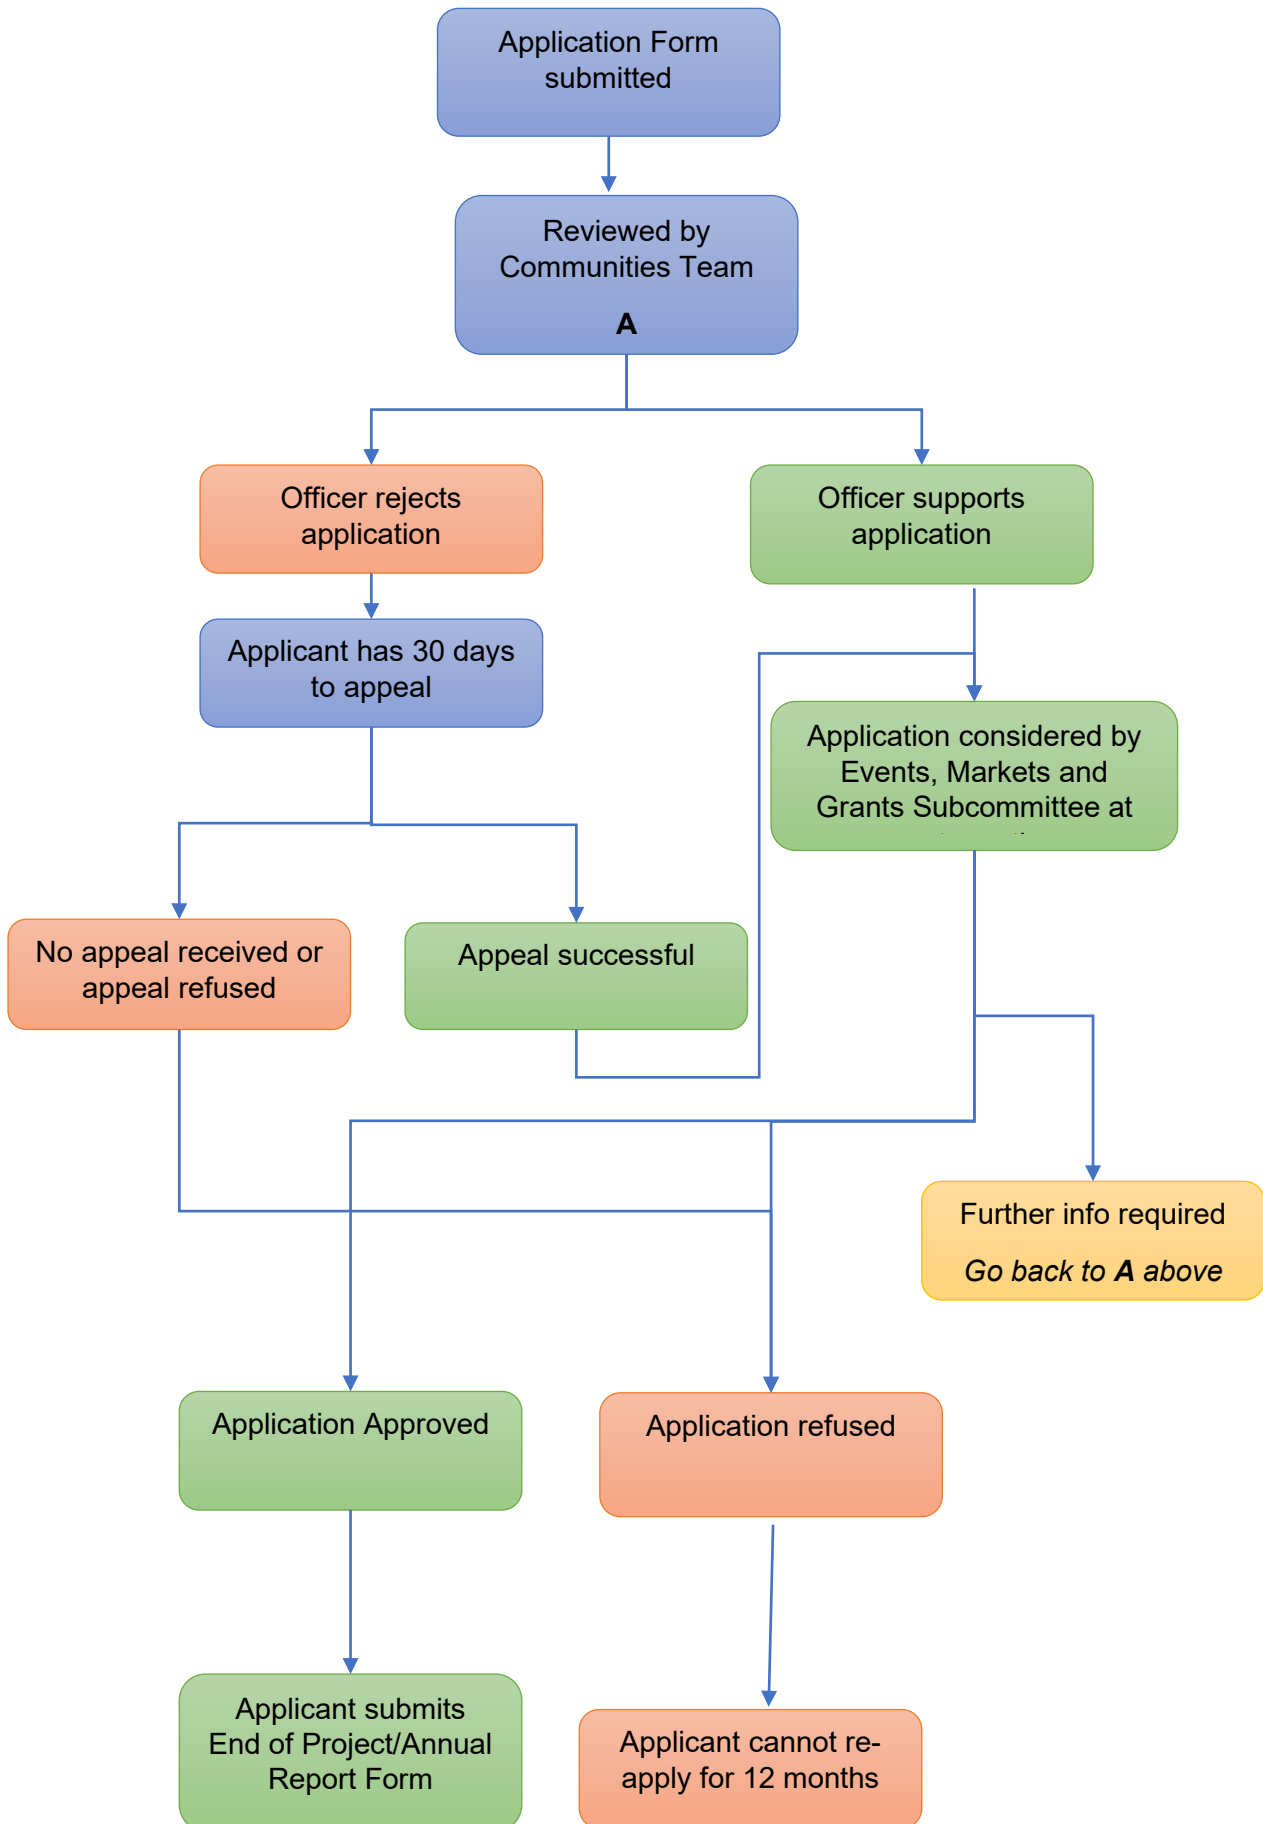 Application Form
submitted
Reviewed by
Communities Team
A
Officer rejects
application
Officer supports
application
Applicant has 30 days
to appeal
Application considered by
Events, Markets and
Grants Subcommittee at
No appeal received or
appeal refused
Appeal successful
Further info required
Go back to A above
Application Approved
Application refused
Applicant submits
End of Project/Annual
Report Form
Applicant cannot re-
apply for 12 months